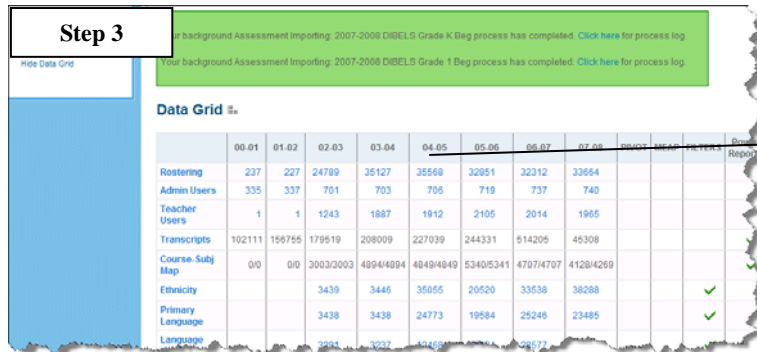 Step 3
Your background Assessment Importing: 2007-2008 DIBELS Grade K Beg process has completed. Click here for process log.
Hide Data Grid
Your background Assessment Importing: 2007-2008 DIBELS Grade 1 Beg process has completed. Click here for process log.
Data Grid
00-01 01-02 02-03 03-04 04-05 05-06 06-07 07-08 PIVOT MEAP FILTERS
Rostering 237 227 24789 35127 35568 32851 32312 33664
Admin Users 335 337 701 703 706 719 737 740
Teacher Users 1 1 1243 1887 1912 2105 2014 1965
Transcripts 102111 156755 179519 208009 227039 244331 514205 45308
Course-Subj Map 0/0 0/0 3003/3003 4894/4894 4849/4849 5340/5341 4707/4707 4128/4269
Ethnicity 3439 3446 35055 20520 33538 38288
Primary Language 3438 3438 24773 19584 25246 23485
Language